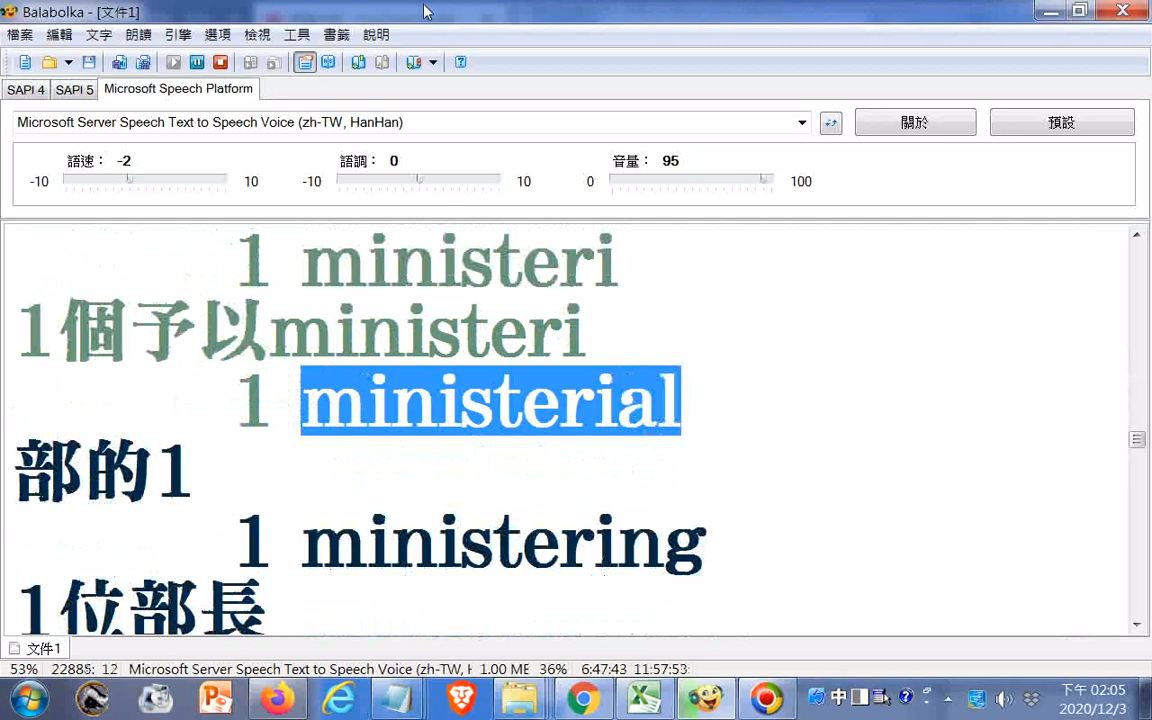 Balabolka - [文件1]
檔案 編輯 文字 朗讀 引擎 選項 檢視 工具 書籤 說明
SAPI 4 SAPI 5 Microsoft Speech Platform
Microsoft Server Speech Text to Speech Voice (zh-TW, HanHan) 關於 預設
語速： -2 語調： 0 音量： 95
-10 10 -10 10 0 100
1 ministeri
1個予以ministeri
1 ministerial
部的1
1 ministering
1位部長
文件1
53% 22885: 12 Microsoft Server Speech Text to Speech Voice (zh-TW, 1.00 ME 36% 6:47:43 11:57:53
中 下午 02:05
2020/12/3